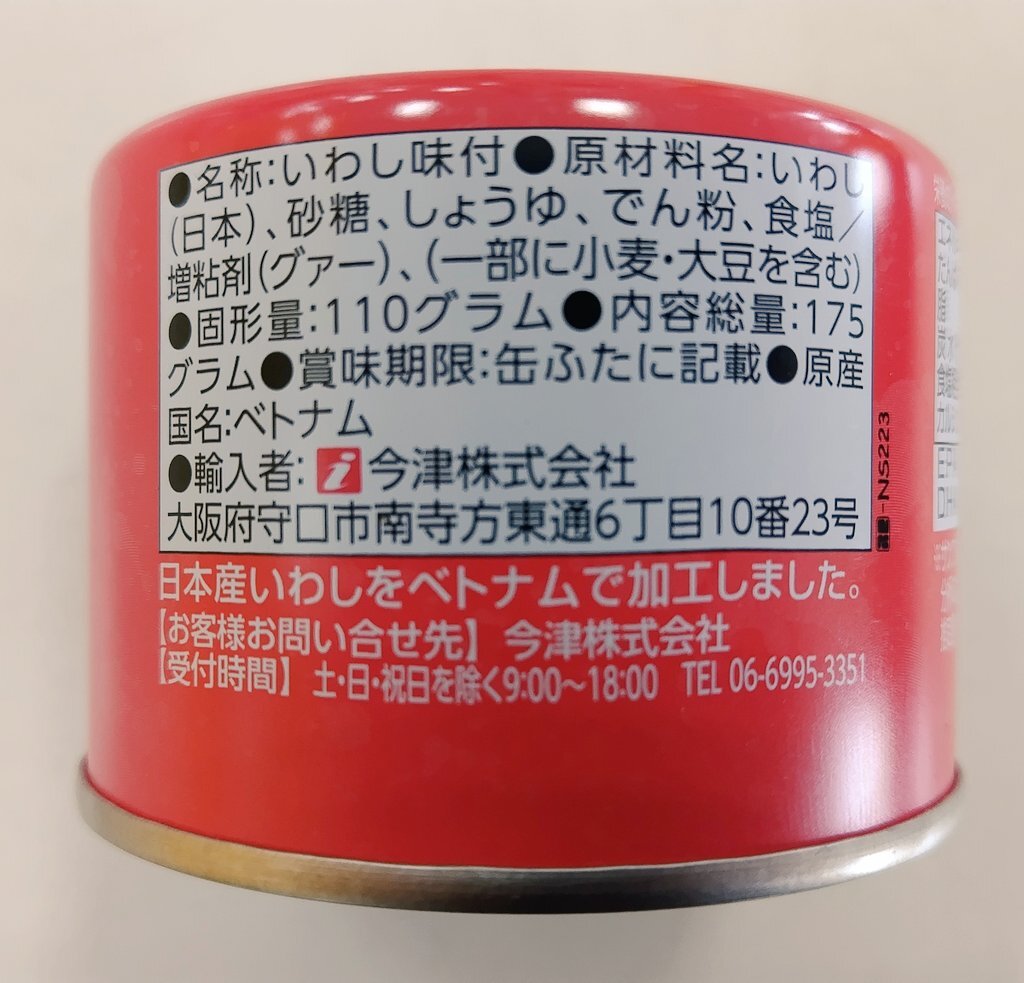 ●名称:いわし味付●原材料名:いわし
(日本)、砂糖、しょうゆ、でん粉、食塩/
増粘剤(グァー)、(一部に小麦・大豆を含む)
●固形量:110グラム●内容総量:175
グラム●賞味期限:缶ふたに記載●原産
国名:ベトナム
●輸入者: i 今津株式会社
大阪府守口市南寺方東通6丁目10番23号
-NS223
日本産いわしをベトナムで加工しました。
【お客様お問い合せ先】 今津株式会社
【受付時間】 土・日・祝日を除く9:00〜18:00 TEL 06-6995-3351